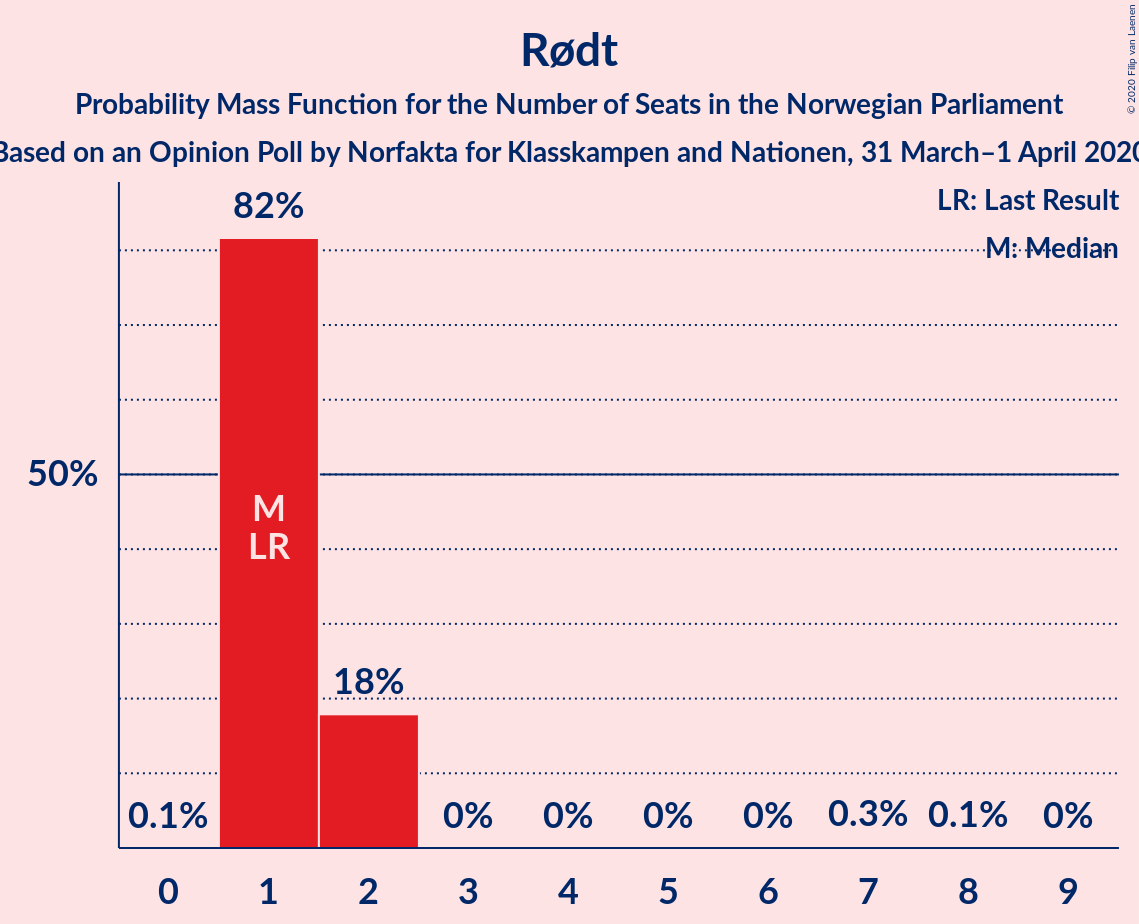 Rødt
Probability Mass Function for the Number of Seats in the Norwegian Parliament
Based on an Opinion Poll by Norfakta for Klasskampen and Nationen, 31 March–1 April 2020
© 2020 Filip van Laenen
LR: Last Result
M: Median
82%
50%
M
LR
18%
0.1%
0%
0%
0%
0%
0.3%
0.1%
0%
0 1 2 3 4 5 6 7 8 9